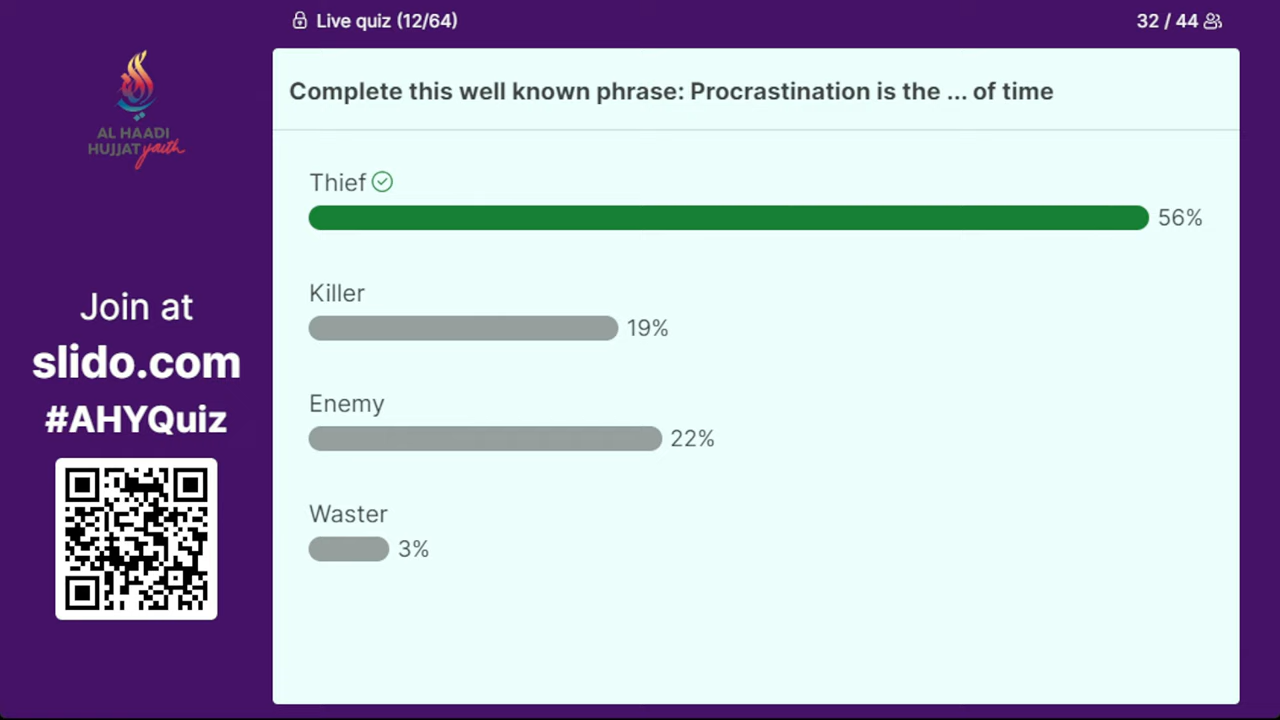 Live quiz (12/64)
32 / 44
AL HAADI
HUJJAT youth
Complete this well known phrase: Procrastination is the ... of time
Thief
56%
Killer
19%
Enemy
22%
Waster
3%
Join at
slido.com
#AHYQuiz